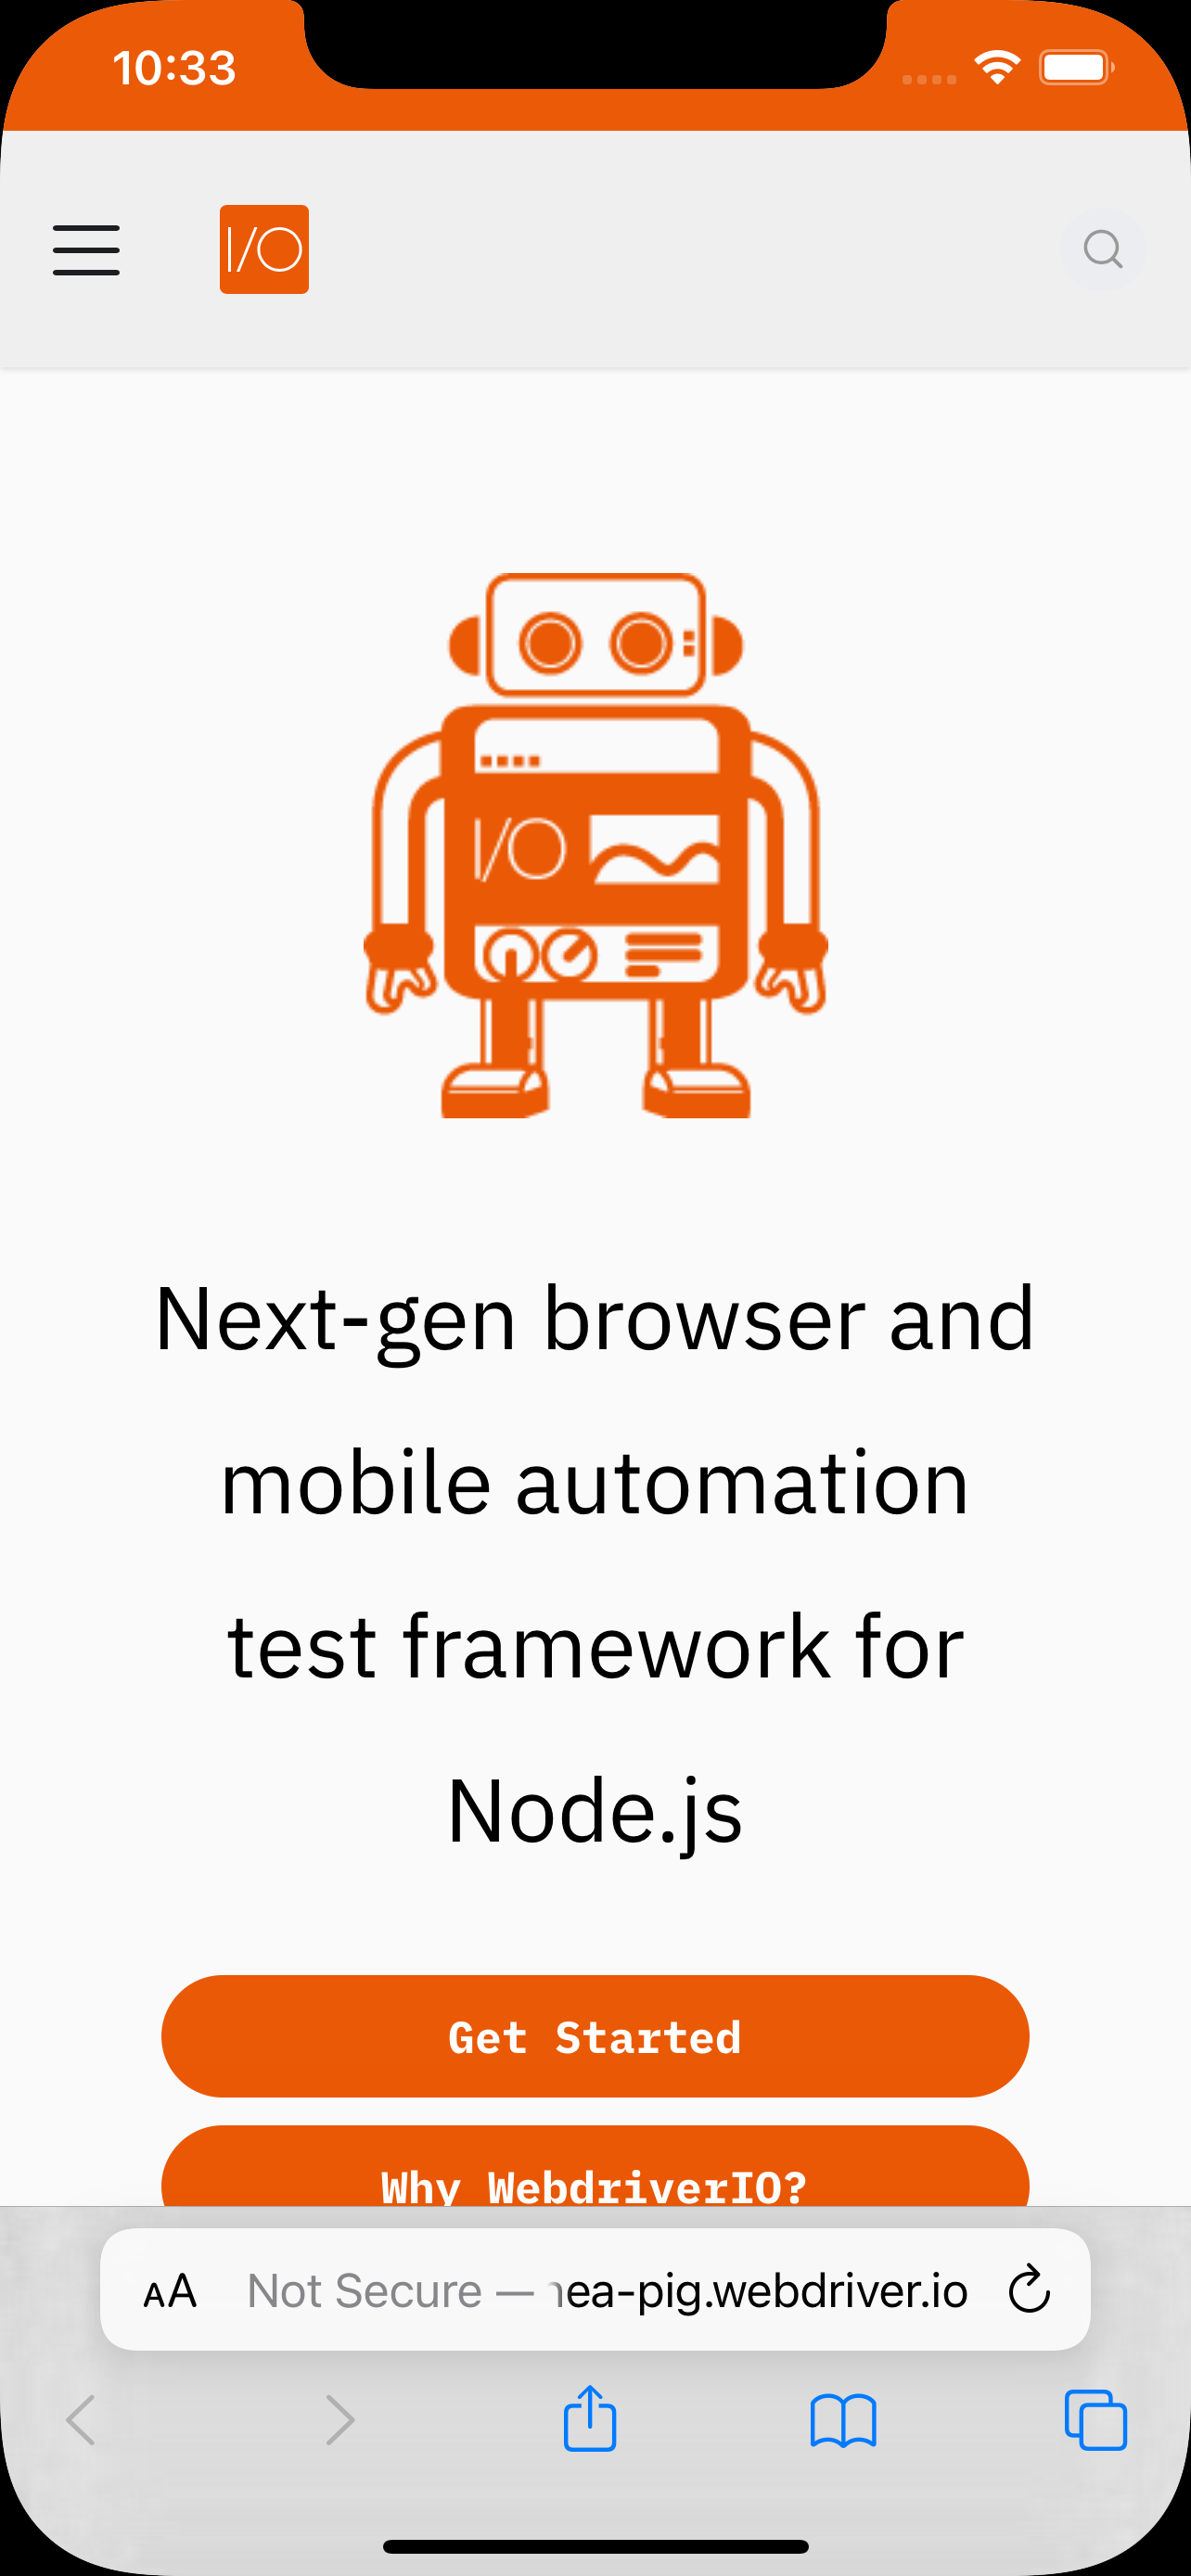 10:33
I/O
I/O
Next-gen browser and
mobile automation
test framework for
Node.js
Get Started
Why WebdriverIO?
AA Not Secure — nea-pig.webdriver.io